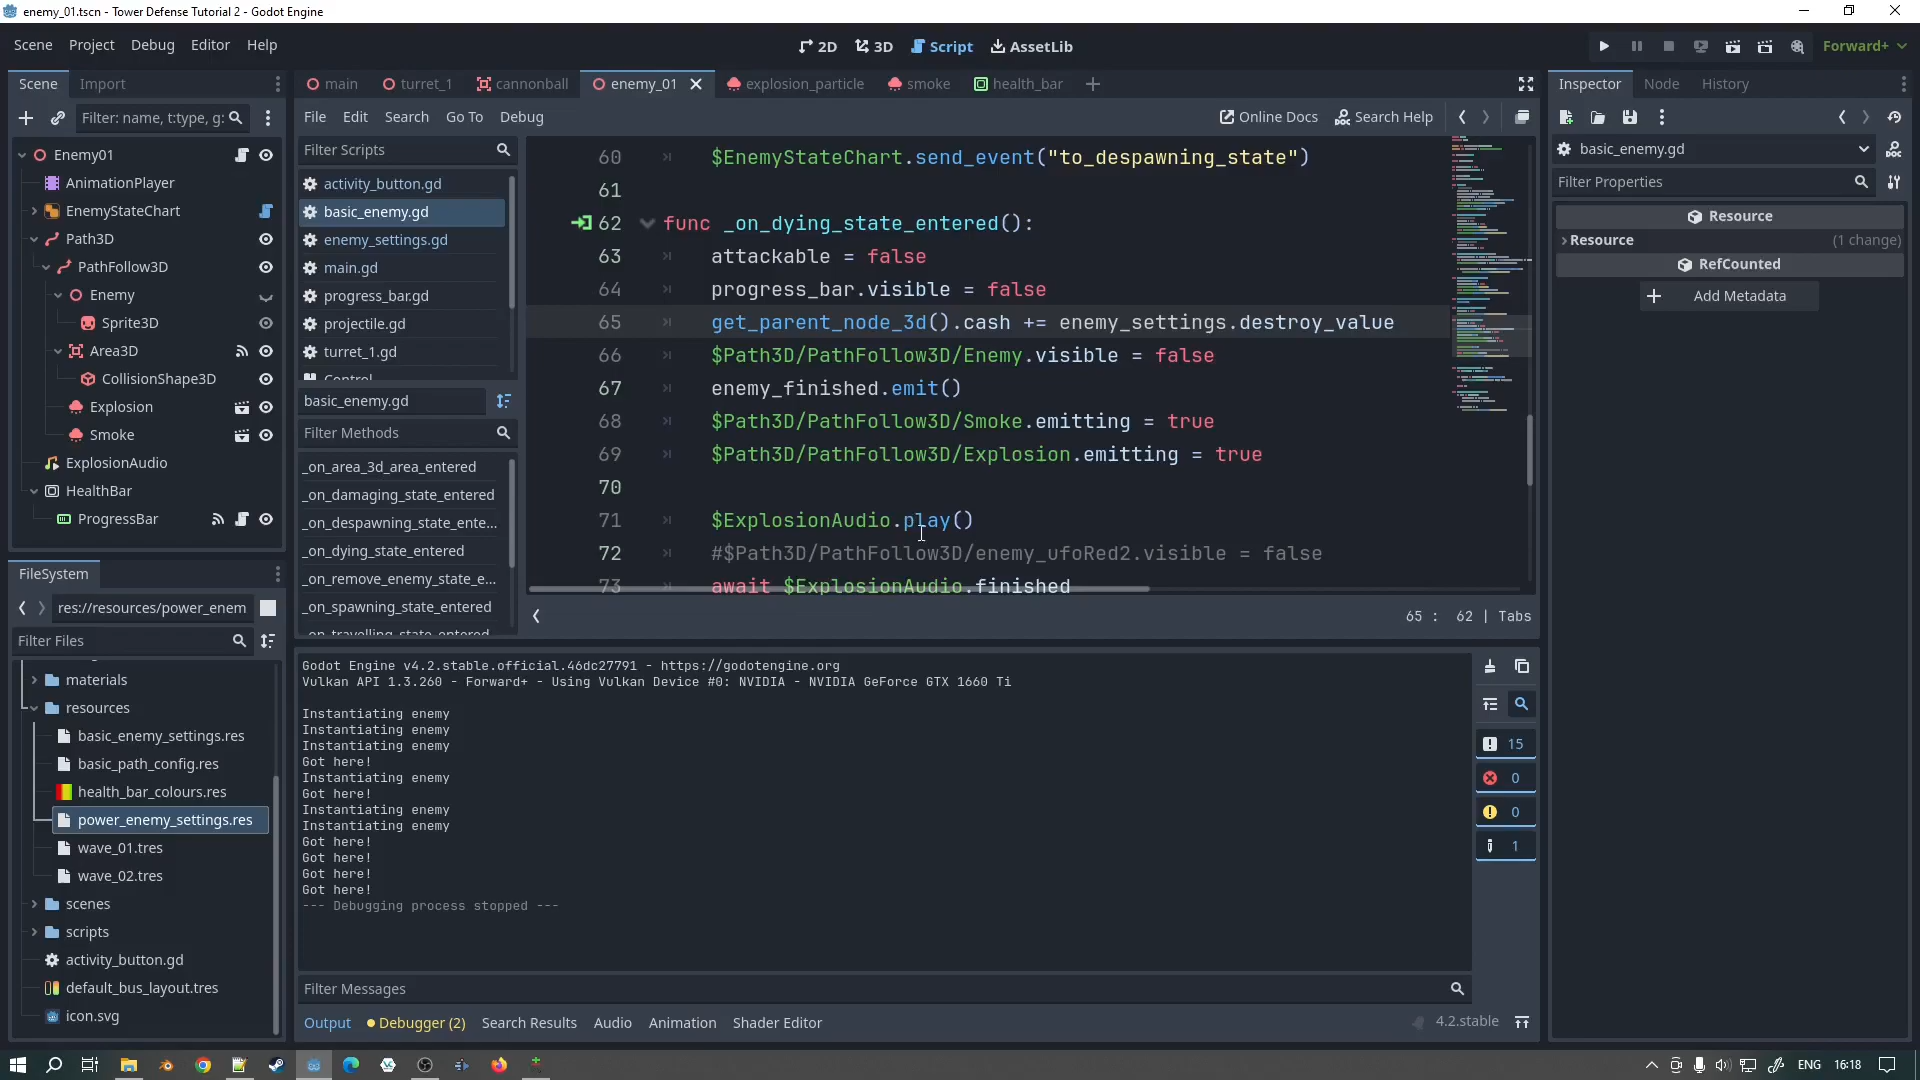 enemy_01.tscn - Tower Defense Tutorial 2 - Godot Engine
Scene Project Debug Editor Help
2D 3D Script AssetLib
Forward+
Scene Import
Filter: name, t:type, g:
Enemy01
AnimationPlayer
EnemyStateChart
Path3D
PathFollow3D
Enemy
Sprite3D
Area3D
CollisionShape3D
Explosion
Smoke
ExplosionAudio
HealthBar
ProgressBar
FileSystem
res://resources/power_enem
Filter Files
materials
resources
basic_enemy_settings.res
basic_path_config.res
health_bar_colours.res
power_enemy_settings.res
wave_01.tres
wave_02.tres
scenes
scripts
activity_button.gd
default_bus_layout.tres
icon.svg
main turret_1 cannonball enemy_01 explosion_particle smoke health_bar
File Edit Search Go To Debug
Online Docs Search Help
Filter Scripts
activity_button.gd
basic_enemy.gd
enemy_settings.gd
main.gd
progress_bar.gd
projectile.gd
turret_1.gd
Control
basic_enemy.gd
Filter Methods
_on_area_3d_area_entered
_on_damaging_state_entered
_on_despawning_state_ente...
_on_dying_state_entered
_on_remove_enemy_state_e...
_on_spawning_state_entered
_on_travelling_state_entered
60 $EnemyStateChart.send_event("to_despawning_state")
61
62 func _on_dying_state_entered():
63 attackable = false
64 progress_bar.visible = false
65 get_parent_node_3d().cash += enemy_settings.destroy_value
66 $Path3D/PathFollow3D/Enemy.visible = false
67 enemy_finished.emit()
68 $Path3D/PathFollow3D/Smoke.emitting = true
69 $Path3D/PathFollow3D/Explosion.emitting = true
70
71 $ExplosionAudio.play()
72 #$Path3D/PathFollow3D/enemy_ufoRed2.visible = false
73 await $ExplosionAudio.finished
65 : 62 | Tabs
Godot Engine v4.2.stable.official.46dc27791 - https://godotengine.org
Vulkan API 1.3.260 - Forward+ - Using Vulkan Device #0: NVIDIA - NVIDIA GeForce GTX 1660 Ti
Instantiating enemy
Instantiating enemy
Instantiating enemy
Got here!
Instantiating enemy
Got here!
Instantiating enemy
Instantiating enemy
Got here!
Got here!
Got here!
Got here!
--- Debugging process stopped ---
15
0
0
1
Filter Messages
Output Debugger (2) Search Results Audio Animation Shader Editor
4.2.stable
Inspector Node History
basic_enemy.gd
Filter Properties
Resource
Resource (1 change)
RefCounted
Add Metadata
ENG 16:18